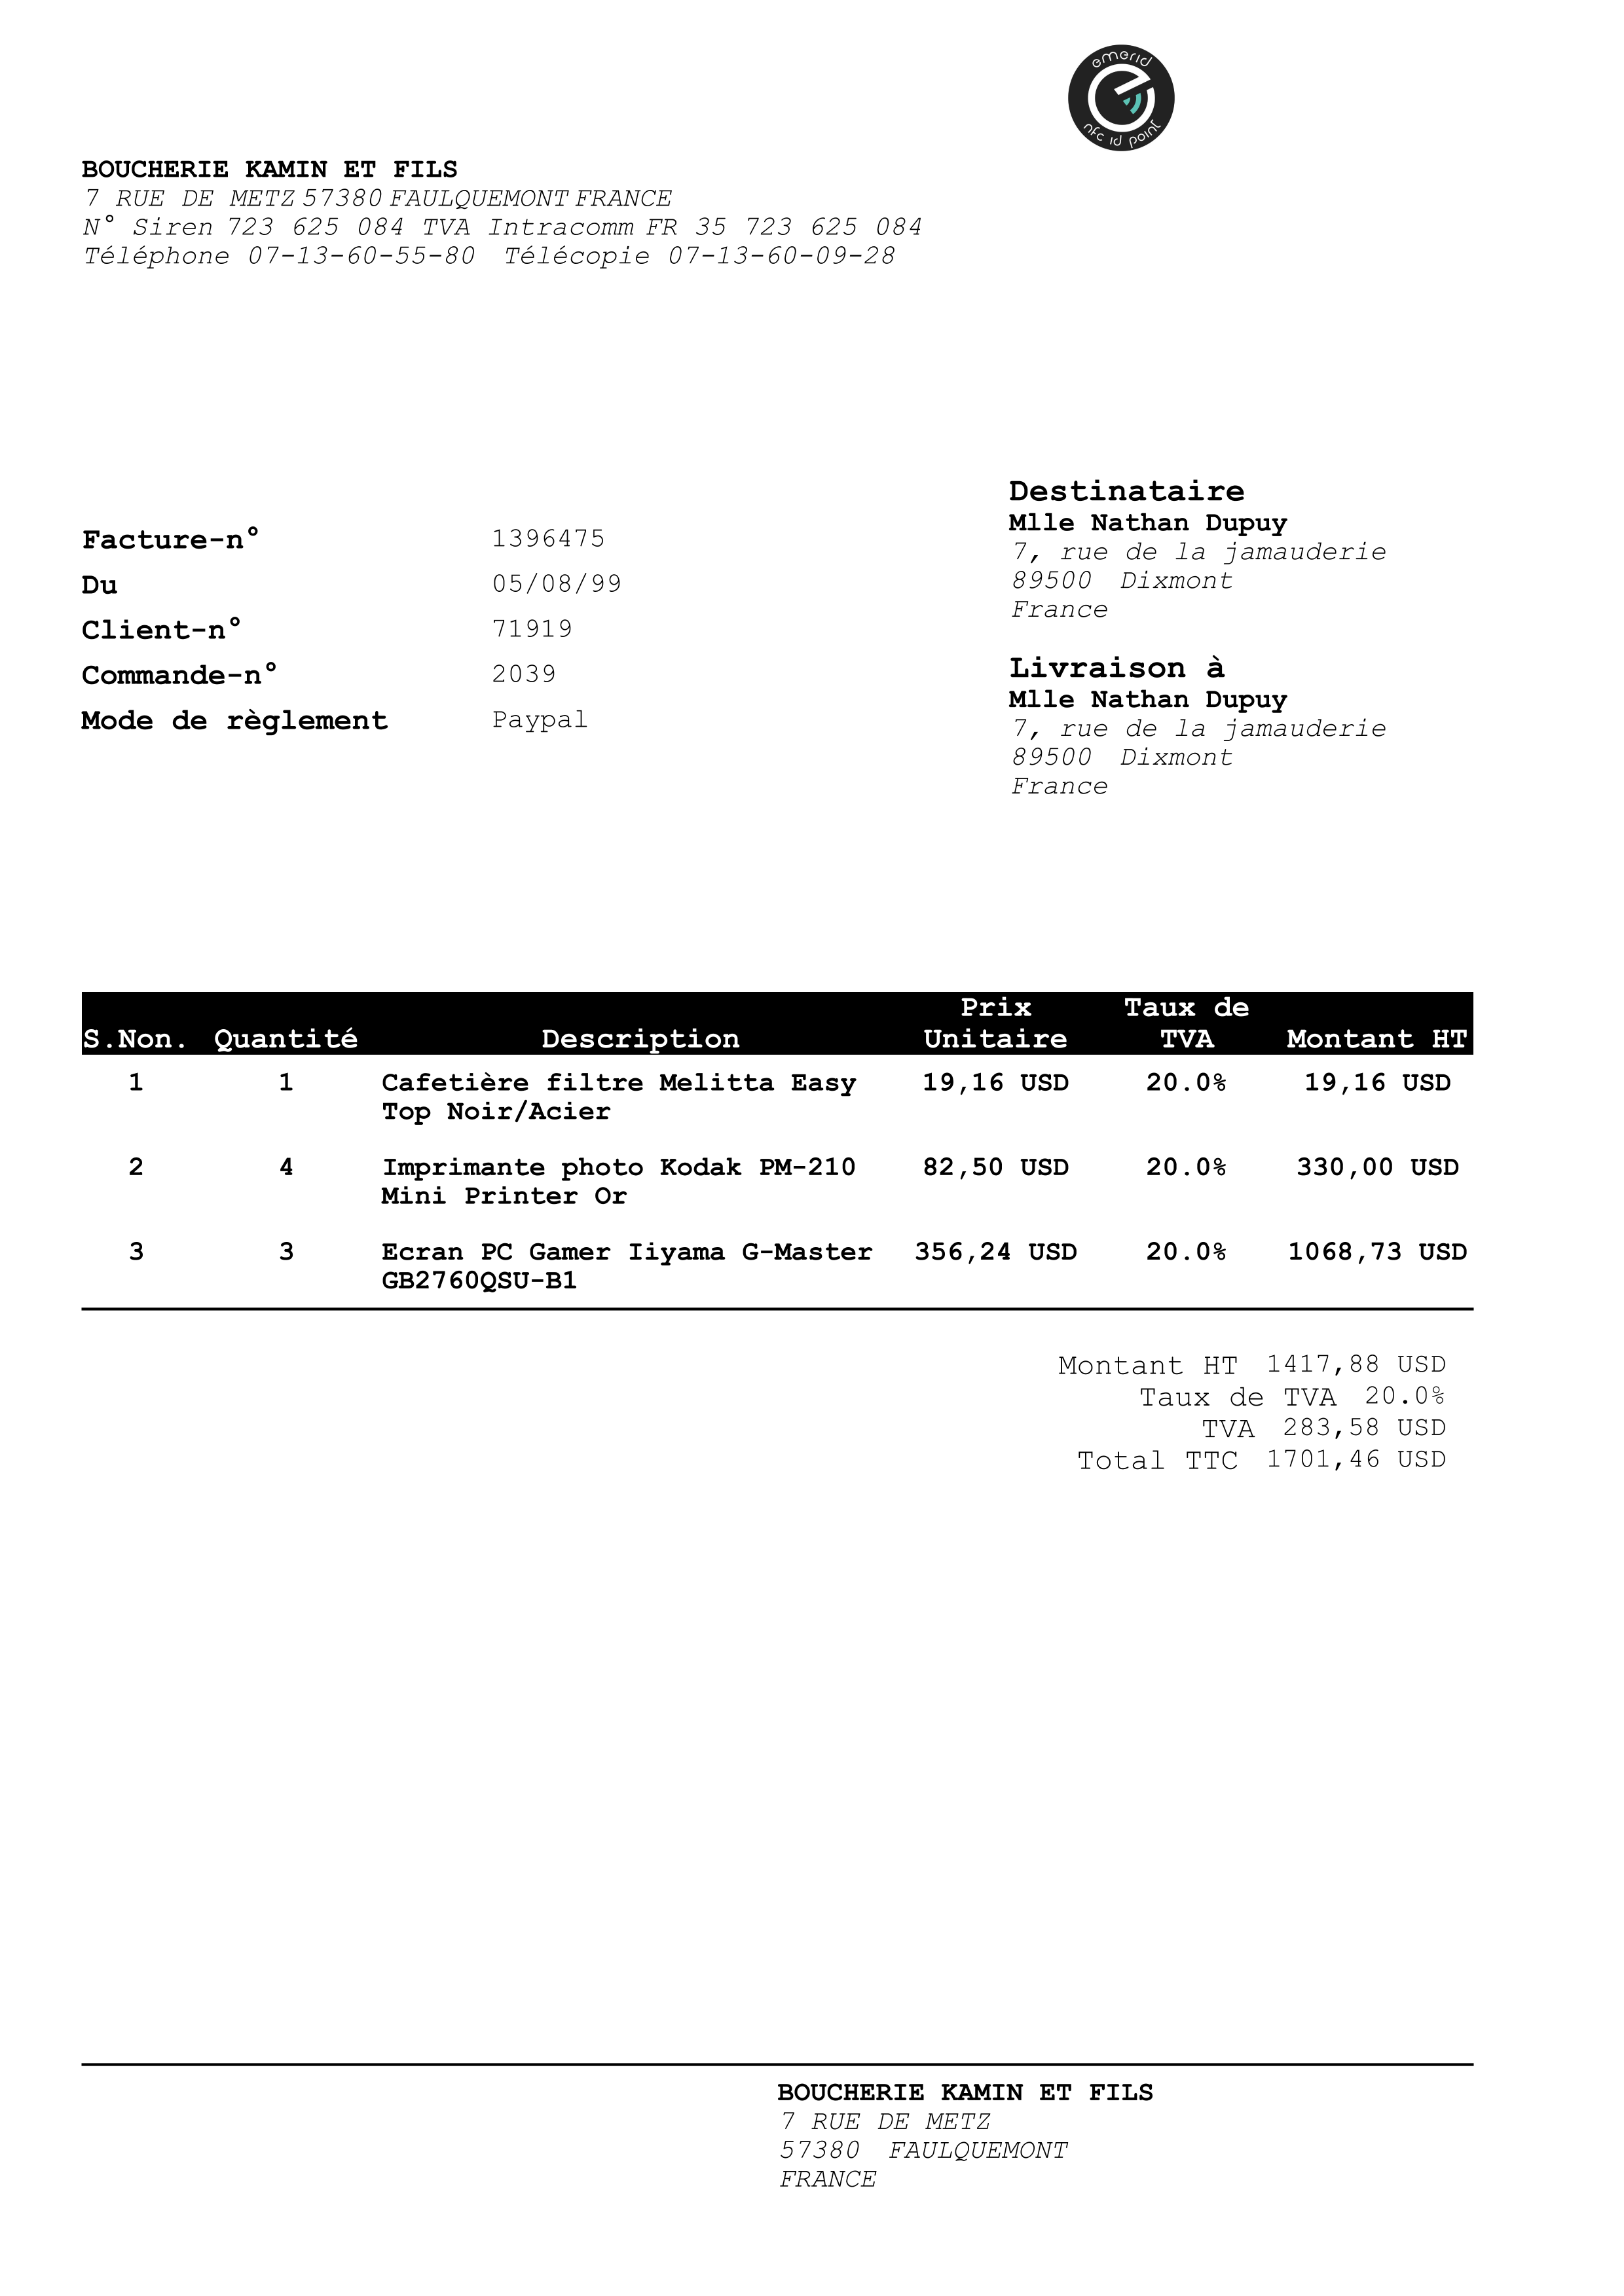 emerid
nfc id point
BOUCHERIE KAMIN ET FILS
7 RUE DE METZ 57380 FAULQUEMONT FRANCE
N° Siren 723 625 084 TVA Intracomm FR 35 723 625 084
Téléphone 07-13-60-55-80 Télécopie 07-13-60-09-28
Destinataire
Mlle Nathan Dupuy
7, rue de la jamauderie
89500 Dixmont
France
Facture-n° 1396475
Du 05/08/99
Client-n° 71919
Commande-n° 2039
Mode de règlement Paypal
Livraison à
Mlle Nathan Dupuy
7, rue de la jamauderie
89500 Dixmont
France
S.Non. Quantité Description Prix Unitaire Taux de TVA Montant HT
1 1 Cafetière filtre Melitta Easy 19,16 USD 20.0% 19,16 USD
Top Noir/Acier
2 4 Imprimante photo Kodak PM-210 82,50 USD 20.0% 330,00 USD
Mini Printer Or
3 3 Ecran PC Gamer Iiyama G-Master 356,24 USD 20.0% 1068,73 USD
GB2760QSU-B1
Montant HT 1417,88 USD
Taux de TVA 20.0%
TVA 283,58 USD
Total TTC 1701,46 USD
BOUCHERIE KAMIN ET FILS
7 RUE DE METZ
57380 FAULQUEMONT
FRANCE